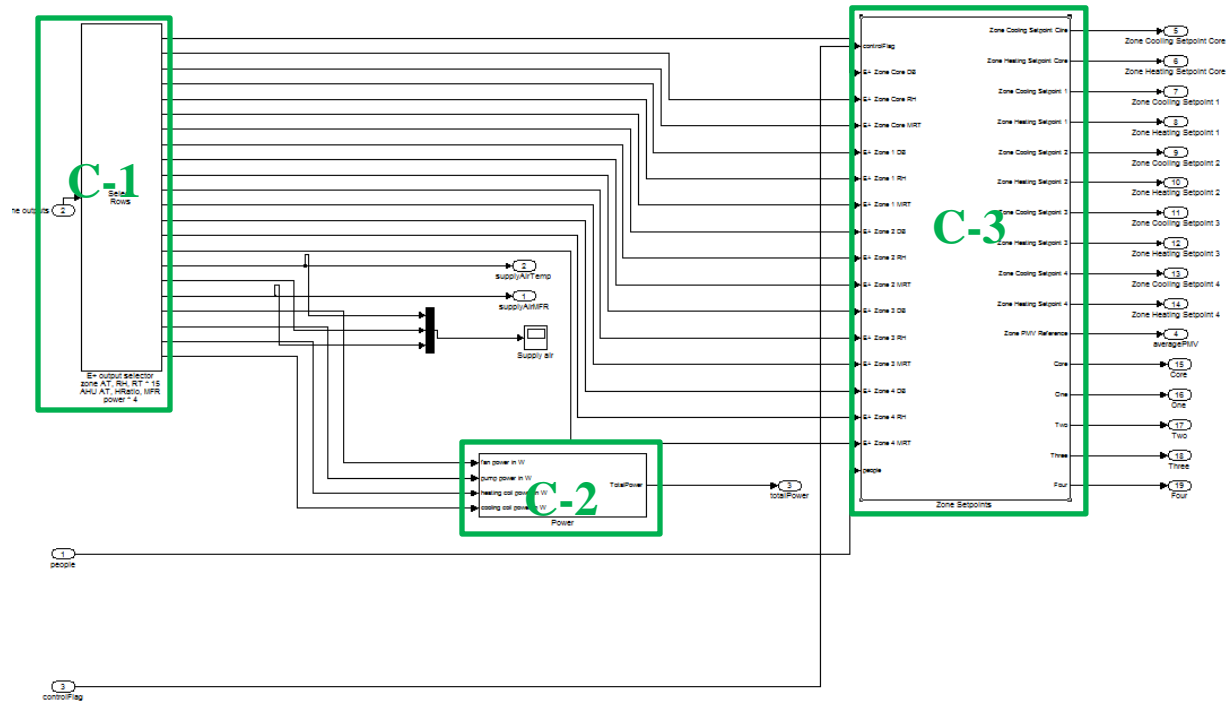 C-1
Select
Rows
ne outputs
2
E+ output selector
zone AT, RH, RT * 15
AHU AT, HRatio, MFR
power * 4
2
supplyAirTemp
1
supplyAirMFR
Supply air
C-2
fan power in W
pump power in W
heating coil power in W
cooling coil power in W
TotalPower
Power
3
totalPower
1
people
3
controlFlag
C-3
controlFlag
E+ Zone Core DB
E+ Zone Core RH
E+ Zone Core MRT
E+ Zone 1 DB
E+ Zone 1 RH
E+ Zone 1 MRT
E+ Zone 2 DB
E+ Zone 2 RH
E+ Zone 2 MRT
E+ Zone 3 DB
E+ Zone 3 RH
E+ Zone 3 MRT
E+ Zone 4 DB
E+ Zone 4 RH
E+ Zone 4 MRT
people
Zone Cooling Setpoint Core
Zone Heating Setpoint Core
Zone Cooling Setpoint 1
Zone Heating Setpoint 1
Zone Cooling Setpoint 2
Zone Heating Setpoint 2
Zone Cooling Setpoint 3
Zone Heating Setpoint 3
Zone Cooling Setpoint 4
Zone Heating Setpoint 4
Zone PMV Reference
Core
One
Two
Three
Four
Zone Setpoints
5
Zone Cooling Setpoint Core
6
Zone Heating Setpoint Core
7
Zone Cooling Setpoint 1
8
Zone Heating Setpoint 1
9
Zone Cooling Setpoint 2
10
Zone Heating Setpoint 2
11
Zone Cooling Setpoint 3
12
Zone Heating Setpoint 3
13
Zone Cooling Setpoint 4
14
Zone Heating Setpoint 4
4
averagePMV
15
Core
16
One
17
Two
18
Three
19
Four